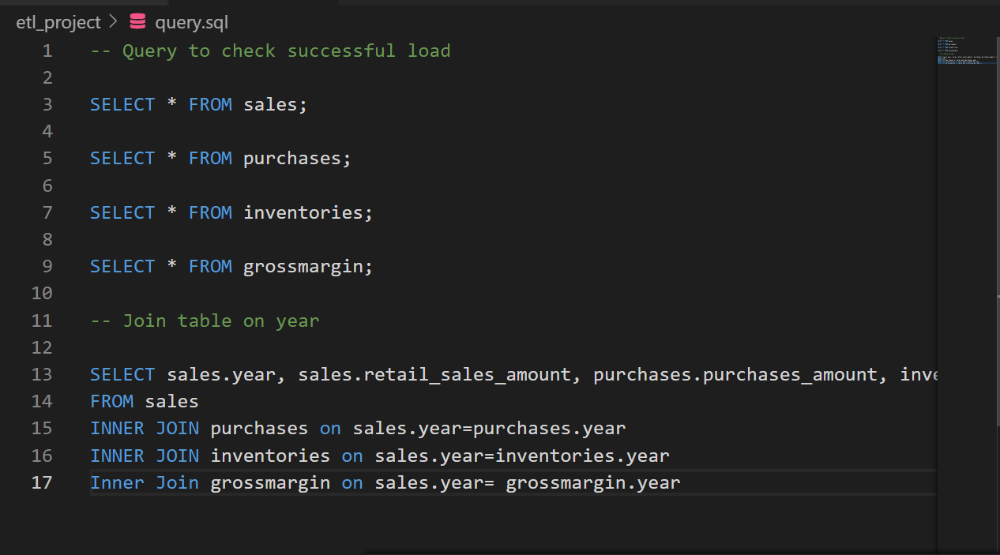 etl_project > query.sql
1 -- Query to check successful load
2
3 SELECT * FROM sales;
4
5 SELECT * FROM purchases;
6
7 SELECT * FROM inventories;
8
9 SELECT * FROM grossmargin;
10
11 -- Join table on year
12
13 SELECT sales.year, sales.retail_sales_amount, purchases.purchases_amount, inve
14 FROM sales
15 INNER JOIN purchases on sales.year=purchases.year
16 INNER JOIN inventories on sales.year=inventories.year
17 Inner Join grossmargin on sales.year= grossmargin.year